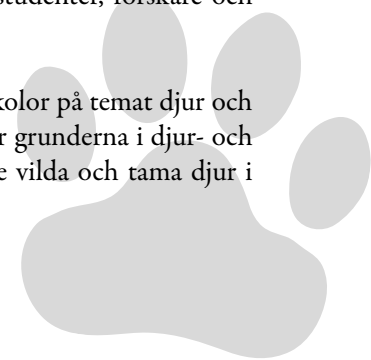 studenter, forskare och
kolor på temat djur och
r grunderna i djur- och
e vilda och tama djur i